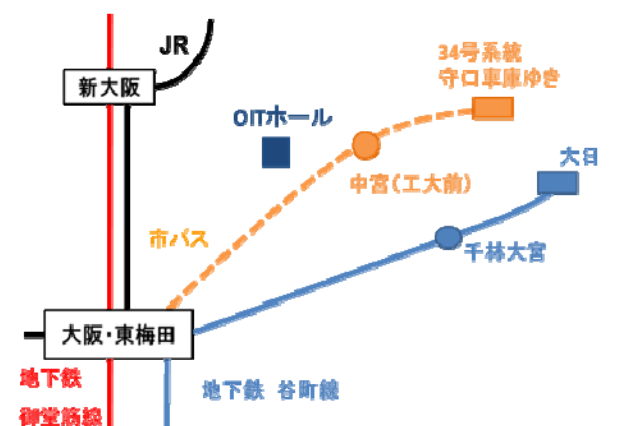 JR
新大阪
34号系統
守口車庫ゆき
OITホール
大日
中宮(工大前)
市バス
千林大宮
大阪・東梅田
地下鉄
御堂筋線
地下鉄 谷町線